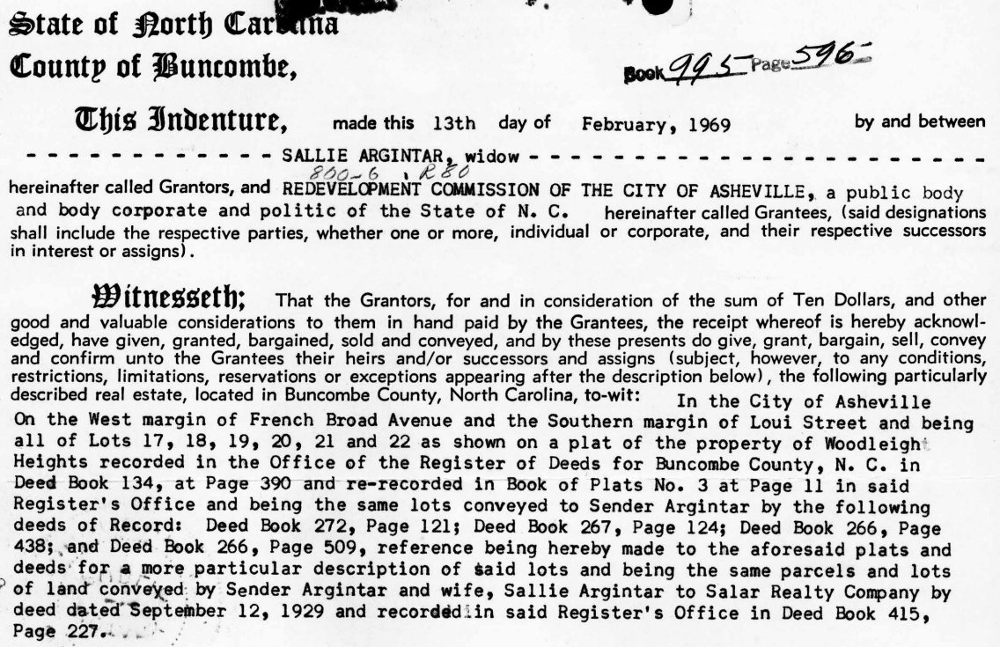 State of North Carolina
County of Buncombe,
Book 995 Page 596
This Indenture, made this 13th day of February, 1969 by and between
- - - - - - - - - - - - SALLIE ARGINTAR, widow - - - - - - - - - - - - - - - - - - - - - - -
800-6 , R80
hereinafter called Grantors, and REDEVELOPMENT COMMISSION OF THE CITY OF ASHEVILLE, a public body
and body corporate and politic of the State of N. C. hereinafter called Grantees, (said designations
shall include the respective parties, whether one or more, individual or corporate, and their respective successors
in interest or assigns).
Witnesseth; That the Grantors, for and in consideration of the sum of Ten Dollars, and other
good and valuable considerations to them in hand paid by the Grantees, the receipt whereof is hereby acknowl-
edged, have given, granted, bargained, sold and conveyed, and by these presents do give, grant, bargain, sell, convey
and confirm unto the Grantees their heirs and/or successors and assigns (subject, however, to any conditions,
restrictions, limitations, reservations or exceptions appearing after the description below), the following particularly
described real estate, located in Buncombe County, North Carolina, to-wit: In the City of Asheville
On the West margin of French Broad Avenue and the Southern margin of Loui Street and being
all of Lots 17, 18, 19, 20, 21 and 22 as shown on a plat of the property of Woodleigh
Heights recorded in the Office of the Register of Deeds for Buncombe County, N. C. in
Deed Book 134, at Page 390 and re-recorded in Book of Plats No. 3 at Page 11 in said
Register's Office and being the same lots conveyed to Sender Argintar by the following
deeds of Record: Deed Book 272, Page 121; Deed Book 267, Page 124; Deed Book 266, Page
438; and Deed Book 266, Page 509, reference being hereby made to the aforesaid plats and
deeds for a more particular description of said lots and being the same parcels and lots
of land conveyed by Sender Argintar and wife, Sallie Argintar to Salar Realty Company by
deed dated September 12, 1929 and recorded in said Register's Office in Deed Book 415,
Page 227.